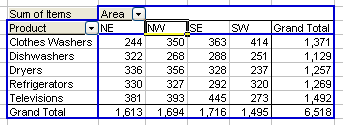 Sum of Items Area
Product NE NW SE SW Grand Total
Clothes Washers 244 350 363 414 1,371
Dishwashers 322 268 288 251 1,129
Dryers 336 356 328 237 1,257
Refrigerators 330 327 292 320 1,269
Televisions 381 393 445 273 1,492
Grand Total 1,613 1,694 1,716 1,495 6,518